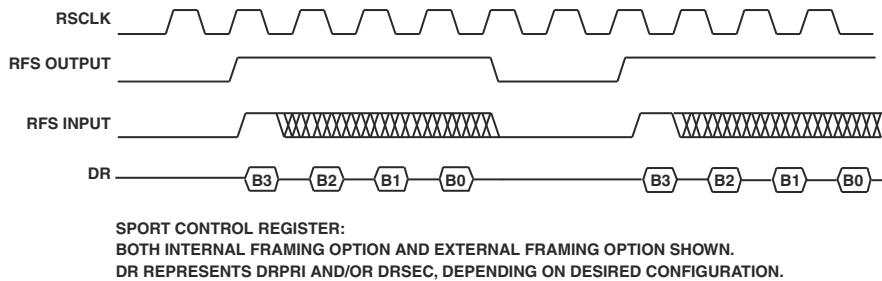 RSCLK
RFS OUTPUT
RFS INPUT
DR B3 B2 B1 B0 B3 B2 B1 B0
SPORT CONTROL REGISTER:
BOTH INTERNAL FRAMING OPTION AND EXTERNAL FRAMING OPTION SHOWN.
DR REPRESENTS DRPRI AND/OR DRSEC, DEPENDING ON DESIRED CONFIGURATION.